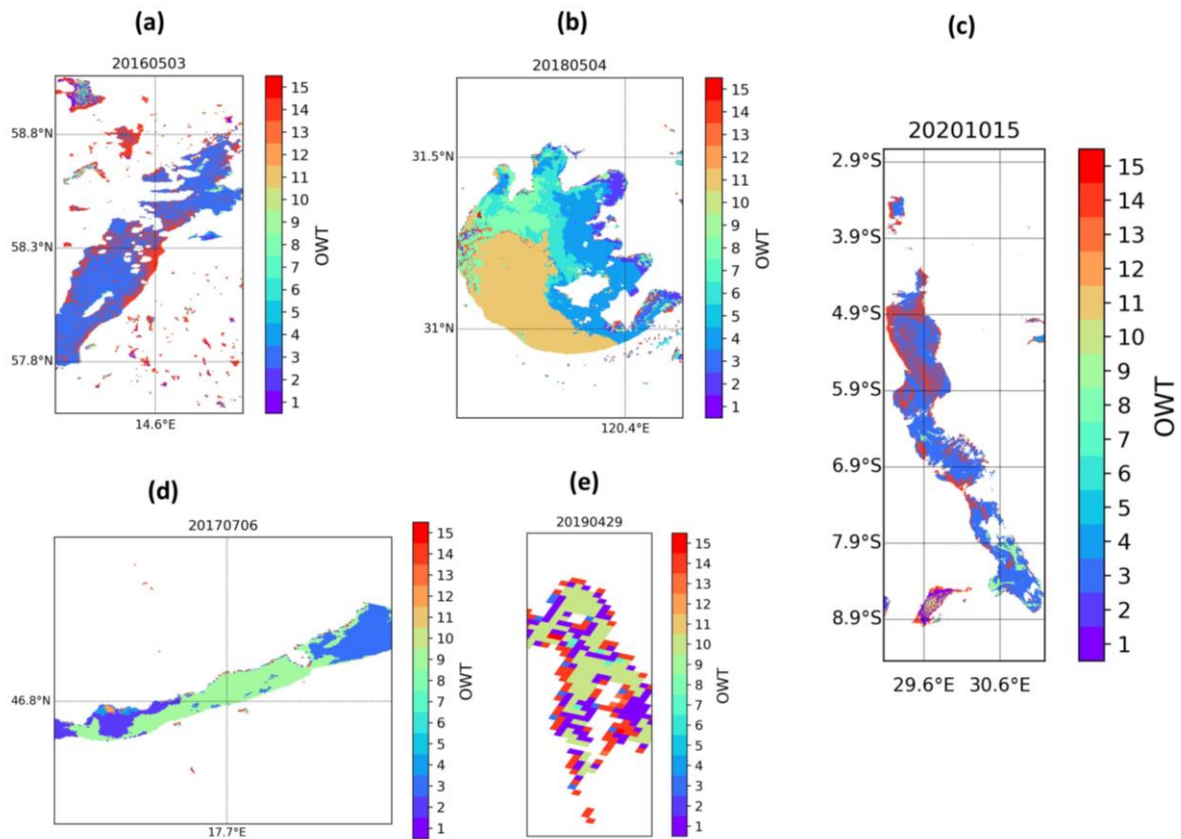 (a)
20160503
58.8°N
58.3°N
57.8°N
14.6°E
15
14
13
12
11
10
9
8
7
6
5
4
3
2
1
OWT
(b)
20180504
31.5°N
31°N
120.4°E
15
14
13
12
11
10
9
8
7
6
5
4
3
2
1
OWT
(c)
20201015
2.9°S
3.9°S
4.9°S
5.9°S
6.9°S
7.9°S
8.9°S
29.6°E 30.6°E
15
14
13
12
11
10
9
8
7
6
5
4
3
2
1
OWT
(d)
20170706
46.8°N
17.7°E
15
14
13
12
11
10
9
8
7
6
5
4
3
2
1
OWT
(e)
20190429
15
14
13
12
11
10
9
8
7
6
5
4
3
2
1
OWT